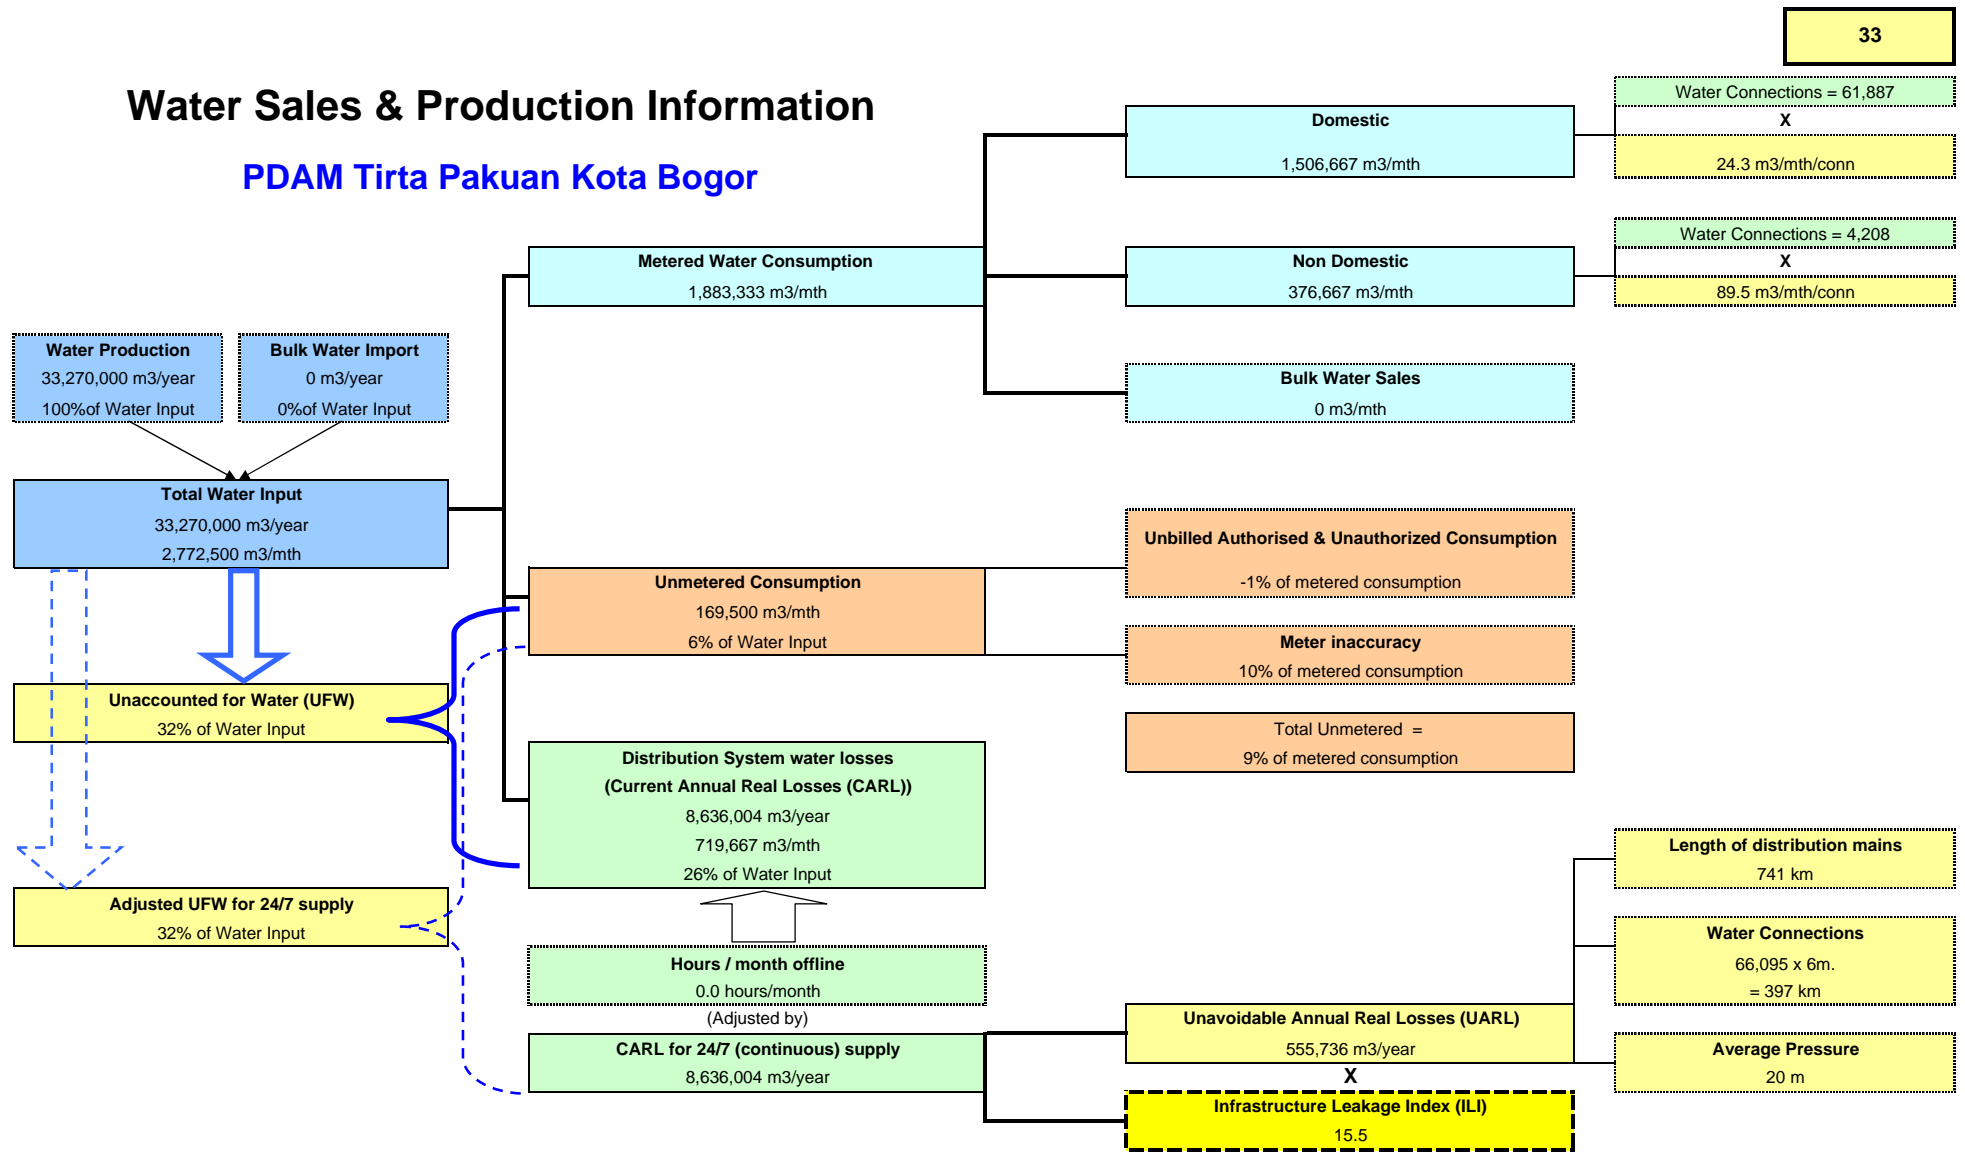 33
Water Sales & Production Information
PDAM Tirta Pakuan Kota Bogor
Domestic
1,506,667 m3/mth
Water Connections = 61,887
X
24.3 m3/mth/conn
Metered Water Consumption
1,883,333 m3/mth
Non Domestic
376,667 m3/mth
Water Connections = 4,208
X
89.5 m3/mth/conn
Bulk Water Sales
0 m3/mth
Water Production
33,270,000 m3/year
100%of Water Input
Bulk Water Import
0 m3/year
0%of Water Input
Total Water Input
33,270,000 m3/year
2,772,500 m3/mth
Unmetered Consumption
169,500 m3/mth
6% of Water Input
Unbilled Authorised & Unauthorized Consumption
-1% of metered consumption
Meter inaccuracy
10% of metered consumption
Total Unmetered =
9% of metered consumption
Unaccounted for Water (UFW)
32% of Water Input
Distribution System water losses
(Current Annual Real Losses (CARL))
8,636,004 m3/year
719,667 m3/mth
26% of Water Input
Adjusted UFW for 24/7 supply
32% of Water Input
Hours / month offline
0.0 hours/month
(Adjusted by)
CARL for 24/7 (continuous) supply
8,636,004 m3/year
Unavoidable Annual Real Losses (UARL)
555,736 m3/year
X
Infrastructure Leakage Index (ILI)
15.5
Length of distribution mains
741 km
Water Connections
66,095 x 6m.
= 397 km
Average Pressure
20 m